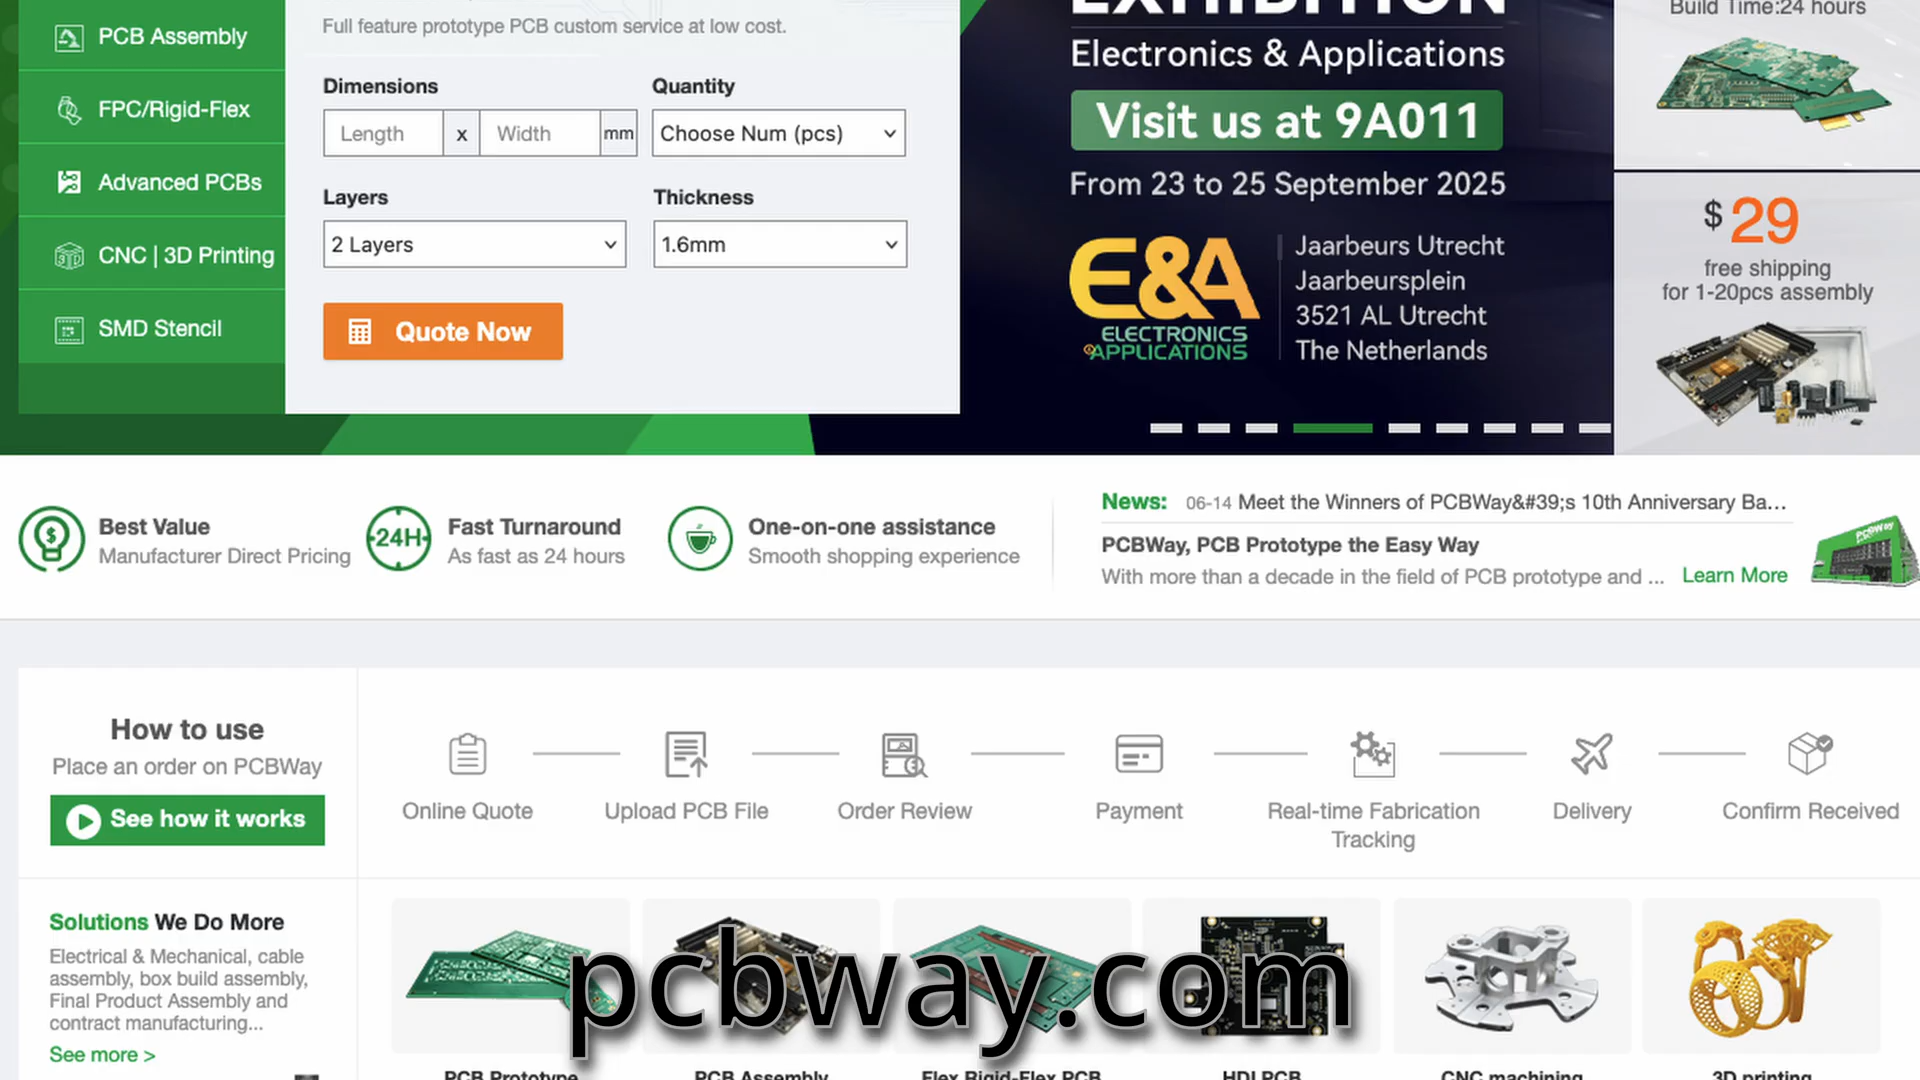 PCB Assembly
FPC/Rigid-Flex
Advanced PCBs
CNC | 3D Printing
SMD Stencil
Full feature prototype PCB custom service at low cost.
Dimensions
Quantity
Length
x
Width
mm
Choose Num (pcs)
Layers
Thickness
2 Layers
1.6mm
Quote Now
EXHIBITION
Electronics & Applications
Visit us at 9A011
From 23 to 25 September 2025
E&A
ELECTRONICS
&APPLICATIONS
Jaarbeurs Utrecht
Jaarbeursplein
3521 AL Utrecht
The Netherlands
Build Time:24 hours
$29
free shipping
for 1-20pcs assembly
Best Value
Manufacturer Direct Pricing
24H
Fast Turnaround
As fast as 24 hours
One-on-one assistance
Smooth shopping experience
News: 06-14 Meet the Winners of PCBWay&#39;s 10th Anniversary Ba...
PCBWay, PCB Prototype the Easy Way
With more than a decade in the field of PCB prototype and ... Learn More
PCBWay
How to use
Place an order on PCBWay
See how it works
Online Quote
Upload PCB File
Order Review
Payment
Real-time Fabrication
Tracking
Delivery
Confirm Received
Solutions We Do More
Electrical & Mechanical, cable
assembly, box build assembly,
Final Product Assembly and
contract manufacturing...
See more >
PCB Prototype
PCB Assembly
Flex Rigid-Flex PCB
HDI PCB
CNC machining
3D printing
pcbway.com